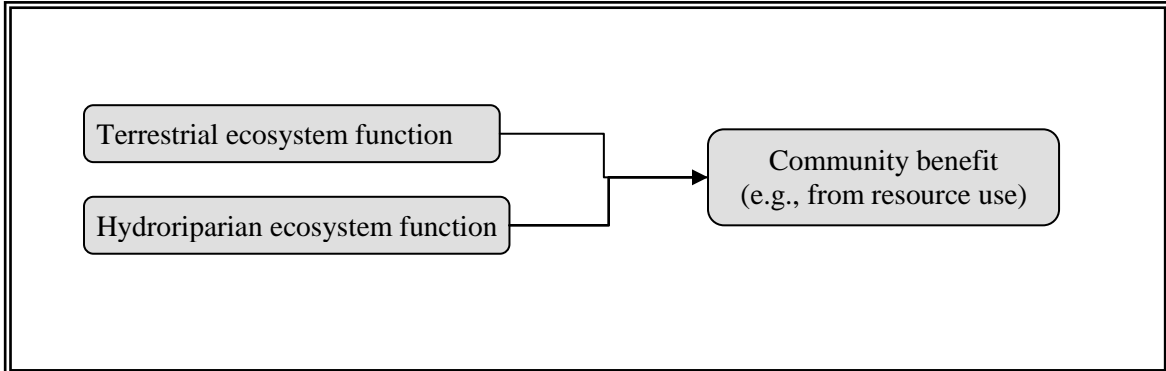 Terrestrial ecosystem function
Hydroriparian ecosystem function
Community benefit
(e.g., from resource use)